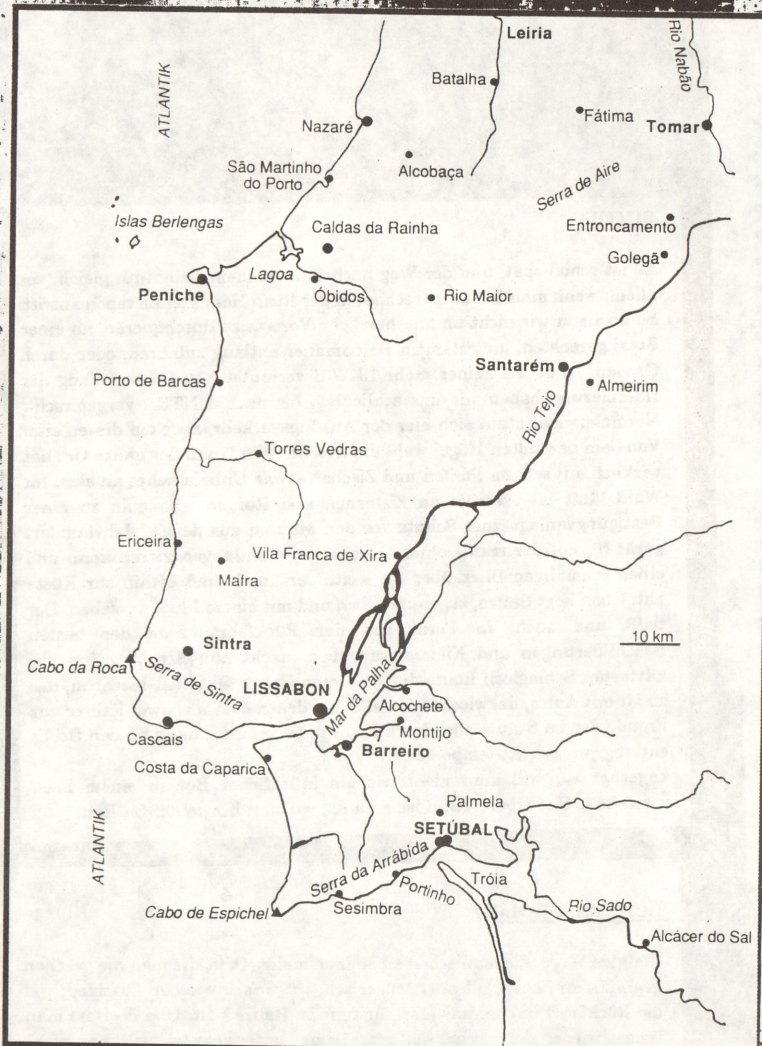 Leiria
Rio Nabão
Batalha
ATLANTIK
Fátima
Nazaré
Tomar
Alcobaça
São Martinho
do Porto
Serra de Aire
Islas Berlengas
Caldas da Rainha
Entroncamento
Golegã
Lagoa
Peniche
Óbidos
Rio Maior
Santarém
Porto de Barcas
Almeirim
Rio Tejo
Torres Vedras
Ericeira
Vila Franca de Xira
Mafra
Sintra
10 km
Cabo da Roca
Serra de Sintra
LISSABON
Mar da Palha
Alcochete
Cascais
Montijo
Barreiro
Costa da Caparica
Palmela
SETÚBAL
ATLANTIK
Serra da Arrábida
Portinho
Tróia
Cabo de Espichel
Sesimbra
Rio Sado
Alcácer do Sal